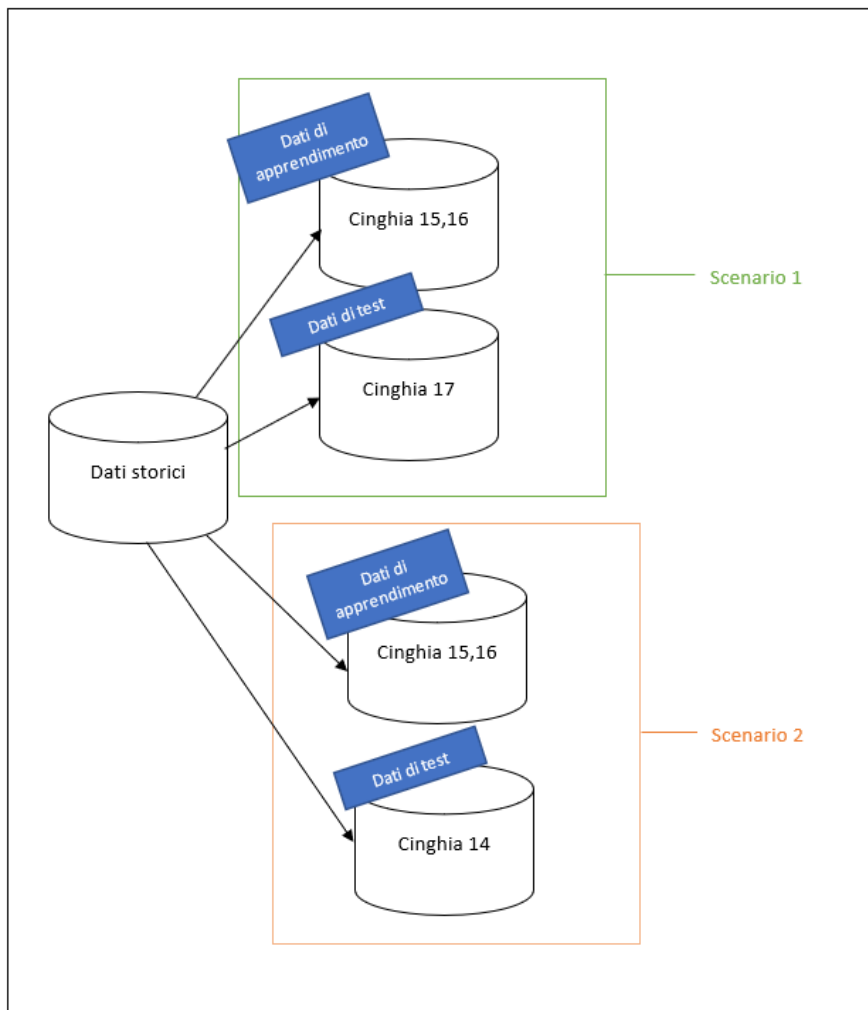 Dati di
apprendimento
Cinghia 15,16
Scenario 1
Dati di test
Cinghia 17
Dati storici
Dati di
apprendimento
Cinghia 15,16
Scenario 2
Dati di test
Cinghia 14